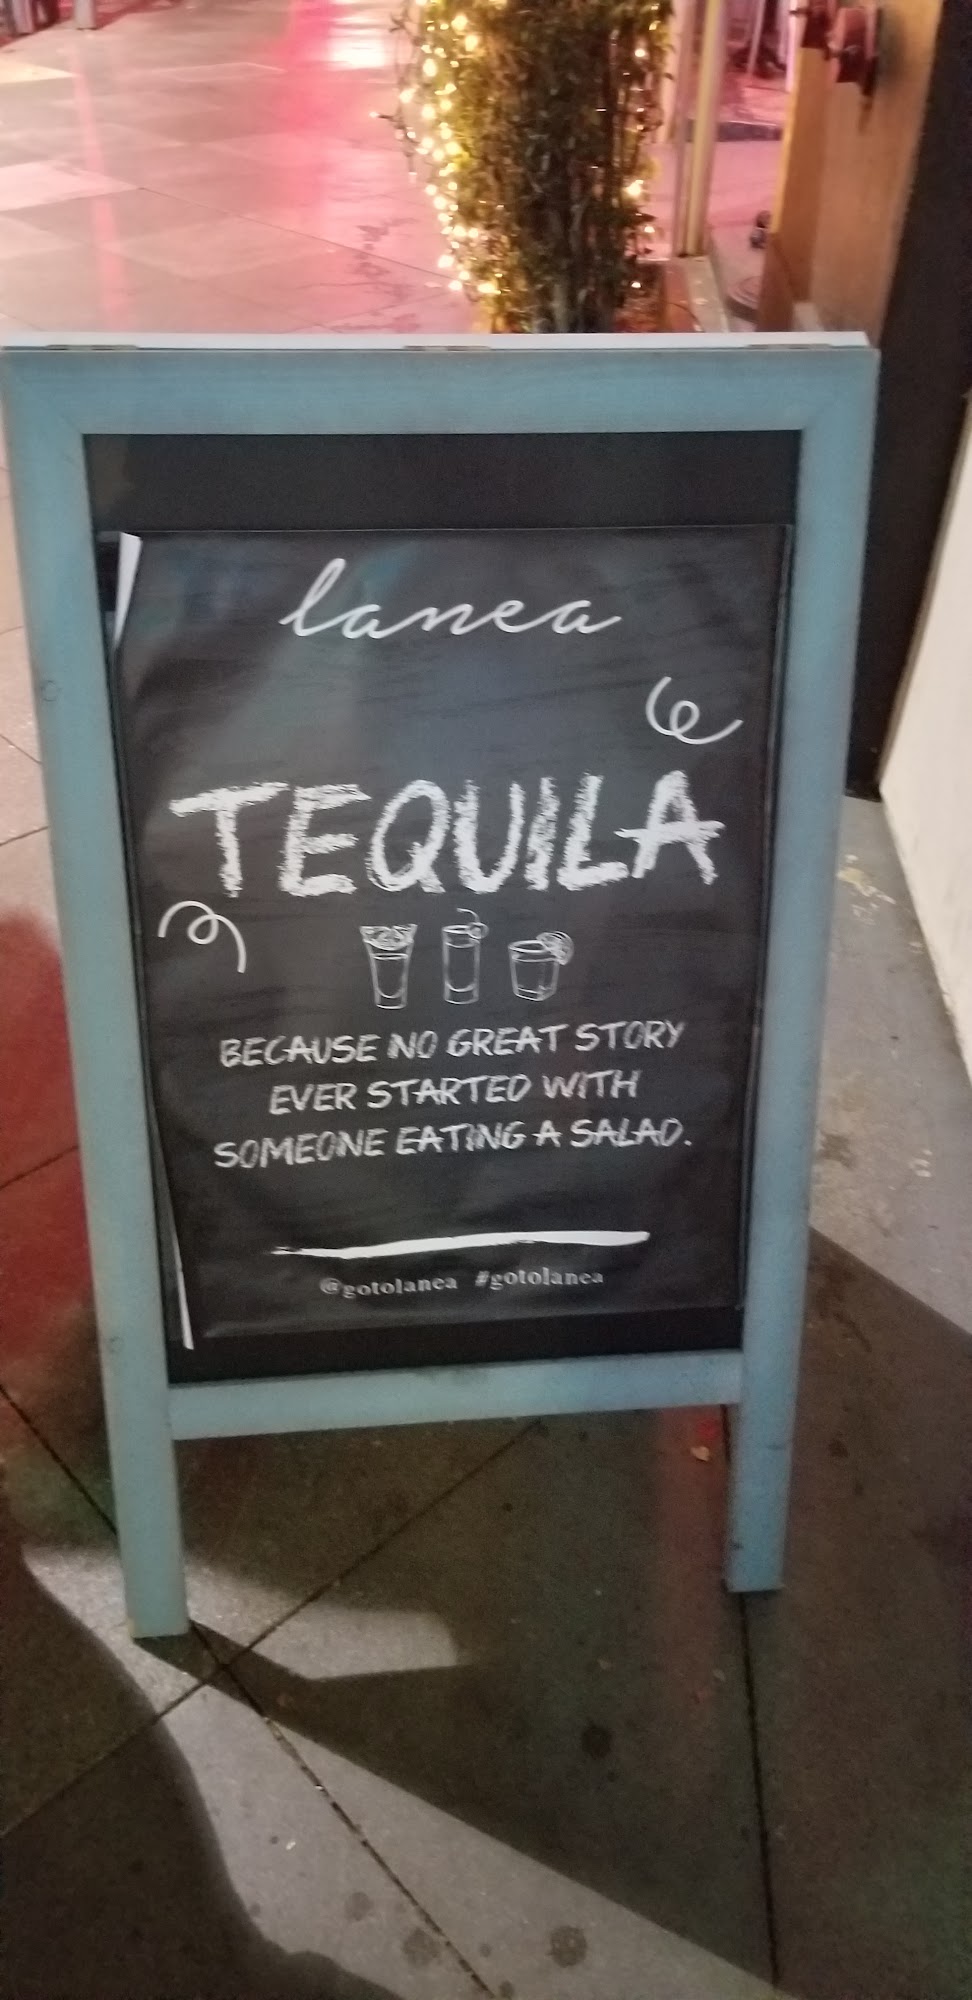 lanea
TEQUILA
BECAUSE NO GREAT STORY
EVER STARTED WITH
SOMEONE EATING A SALAD.
@gotolanea #gotolanea